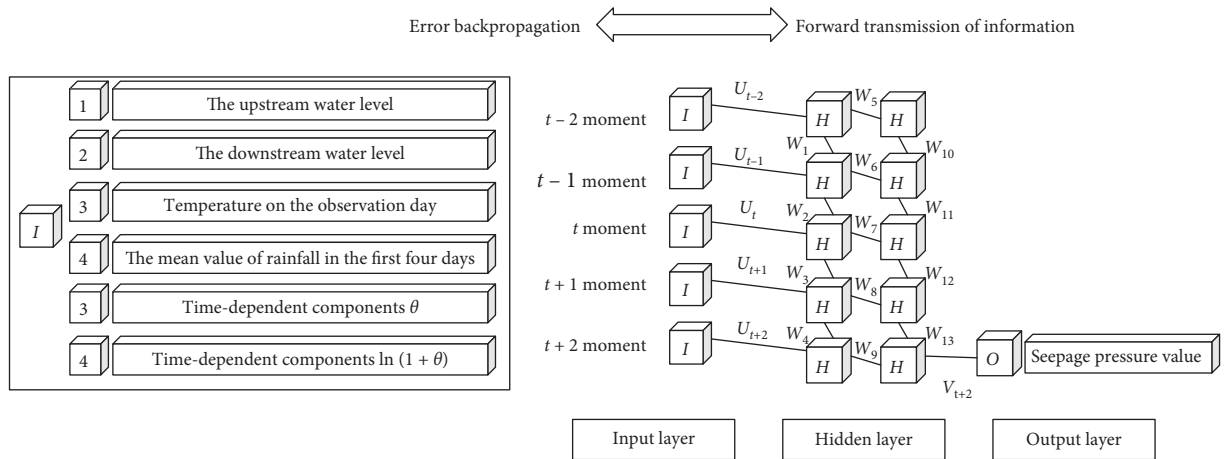 Error backpropagation
Forward transmission of information
I
1 The upstream water level
2 The downstream water level
3 Temperature on the observation day
4 The mean value of rainfall in the first four days
3 Time-dependent components θ
4 Time-dependent components ln (1 + θ)
t – 2 moment I U_{t–2} H W_5 H
W_1 W_10
t – 1 moment I U_{t–1} H W_6 H
W_2 W_11
t moment I U_t H W_7 H
W_3 W_12
t + 1 moment I U_{t+1} H W_8 H
W_4 W_13
t + 2 moment I U_{t+2} H W_9 H
V_{t+2}
O Seepage pressure value
Input layer
Hidden layer
Output layer